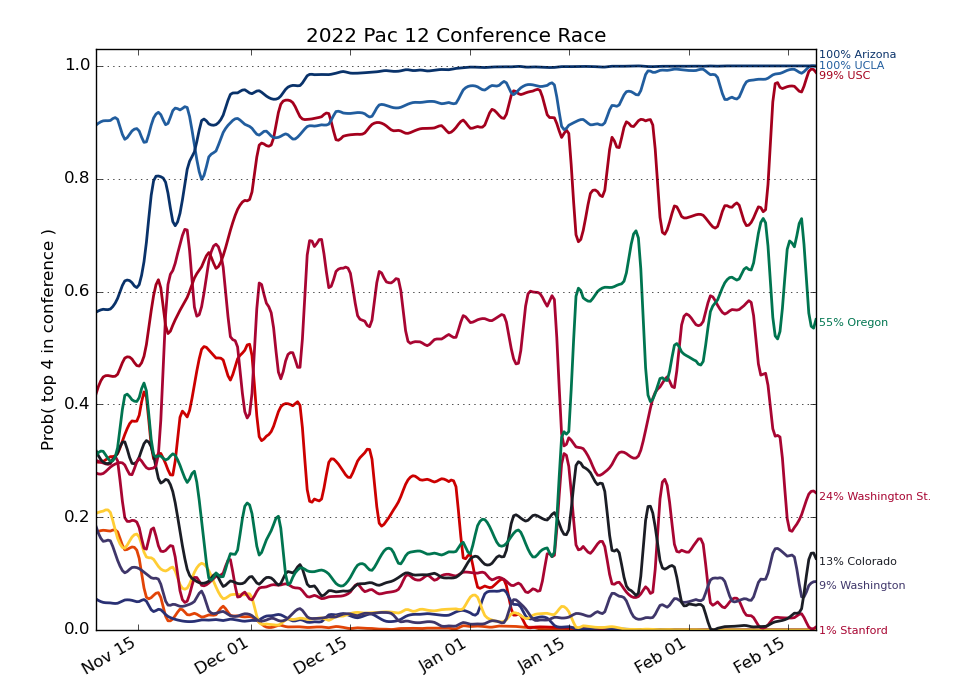 2022 Pac 12 Conference Race
Prob( top 4 in conference )
1.0
0.8
0.6
0.4
0.2
0.0
Nov 15
Dec 01
Dec 15
Jan 01
Jan 15
Feb 01
Feb 15
100% Arizona
100% UCLA
99% USC
55% Oregon
24% Washington St.
13% Colorado
9% Washington
1% Stanford